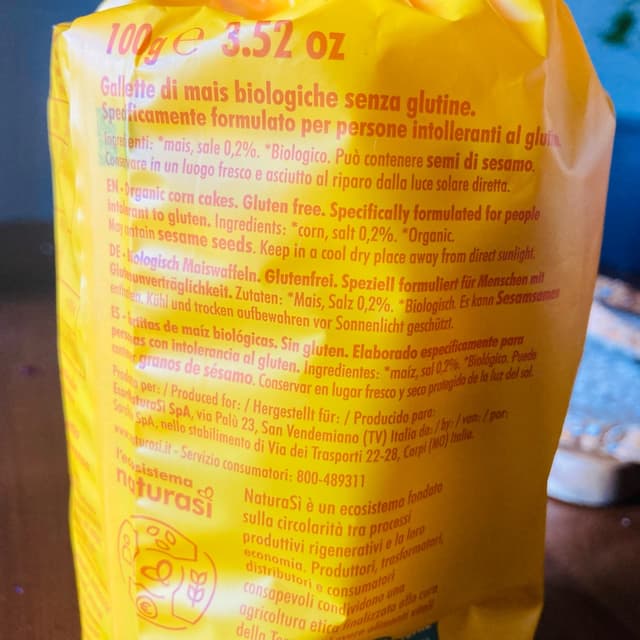 100g e 3.52 oz
Gallette di mais biologiche senza glutine.
Specificamente formulato per persone intolleranti al glutin
Ingredienti: *mais, sale 0,2%. *Biologico. Può contenere semi di sesamo.
Conservare in un luogo fresco e asciutto al riparo dalla luce solare diretta.
EN - Organic corn cakes. Gluten free. Specifically formulated for people
intolerant to gluten. Ingredients: *corn, salt 0,2%. *Organic.
May contain sesame seeds. Keep in a cool dry place away from direct sunlight.
DE - biologisch Maiswaffeln. Glutenfrei. Speziell formuliert für Menschen mit
Glutenunverträglichkeit. Zutaten: *Mais, Salz 0,2%. *Biologisch. Es kann Sesamsamen
enthalten. Kühl und trocken aufbewahren vor Sonnenlicht geschützt.
ES - de maíz biológicas. Sin gluten. Elaborado específicamente para
personas con intolerancia al gluten. Ingredientes: *maíz, sal 0,2%. *Biológico. Puede
contener granos de sésamo. Conservar en lugar fresco y seco protegido de la luz del sol.
Prodotto per: / Produced for: / Hergestellt für: / Producido para:
EcorNaturaSì SpA, via Palù 23, San Vendemiano (TV) Italia da: / by: / von: / por:
SpA, nello stabilimento di Via dei Trasporti 22-28, Carpi (MO) Italia.
www.naturasi.it - Servizio consumatori: 800-489311
l'ecosistema
naturasì
NaturaSì è un ecosistema fondato
sulla circolarità tra processi
produttivi rigenerativi e la loro
economia. Produttori, trasformatori,
distributori e consumatori
consapevoli condividono una
agricoltura etica finalizzata alla cura
della